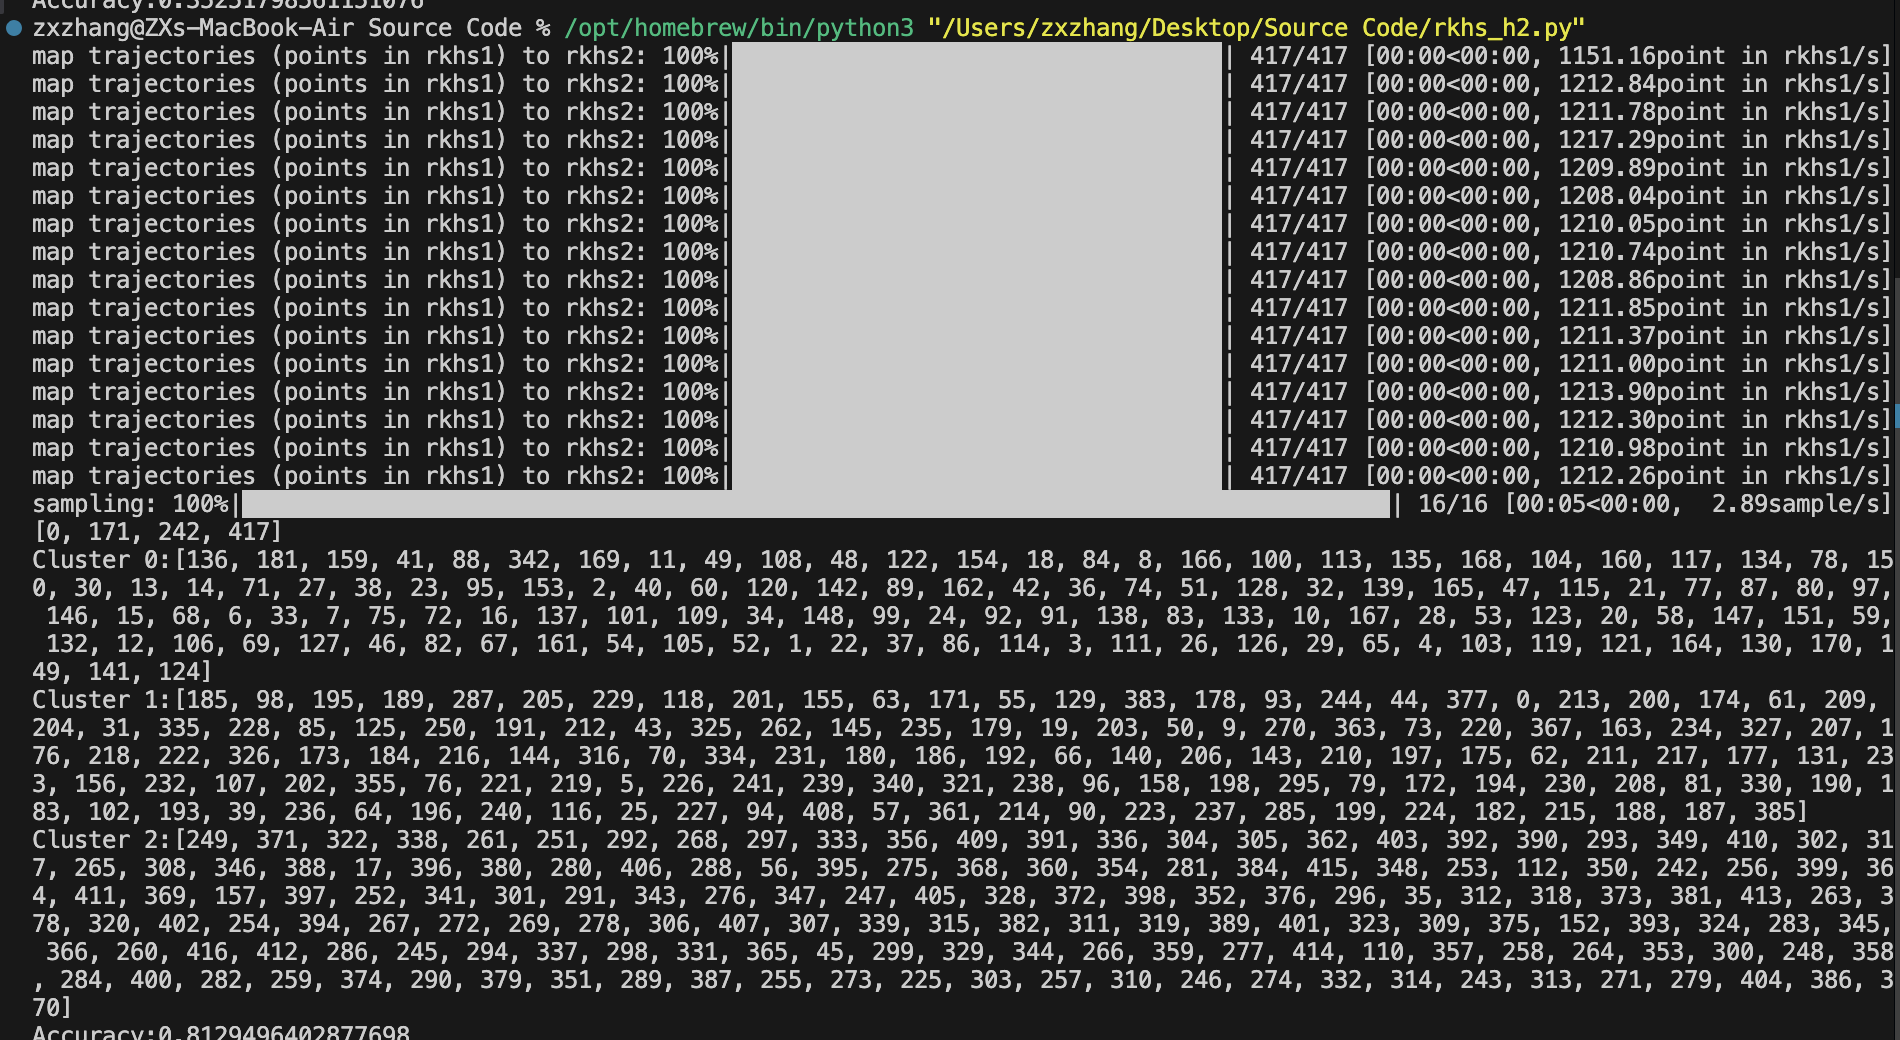 Accuracy:0.35251798561151076
zxzhang@ZXs-MacBook-Air Source Code % /opt/homebrew/bin/python3 "/Users/zxzhang/Desktop/Source Code/rkhs_h2.py"
map trajectories (points in rkhs1) to rkhs2: 100%| | 417/417 [00:00<00:00, 1151.16point in rkhs1/s]
map trajectories (points in rkhs1) to rkhs2: 100%| | 417/417 [00:00<00:00, 1212.84point in rkhs1/s]
map trajectories (points in rkhs1) to rkhs2: 100%| | 417/417 [00:00<00:00, 1211.78point in rkhs1/s]
map trajectories (points in rkhs1) to rkhs2: 100%| | 417/417 [00:00<00:00, 1217.29point in rkhs1/s]
map trajectories (points in rkhs1) to rkhs2: 100%| | 417/417 [00:00<00:00, 1209.89point in rkhs1/s]
map trajectories (points in rkhs1) to rkhs2: 100%| | 417/417 [00:00<00:00, 1208.04point in rkhs1/s]
map trajectories (points in rkhs1) to rkhs2: 100%| | 417/417 [00:00<00:00, 1210.05point in rkhs1/s]
map trajectories (points in rkhs1) to rkhs2: 100%| | 417/417 [00:00<00:00, 1210.74point in rkhs1/s]
map trajectories (points in rkhs1) to rkhs2: 100%| | 417/417 [00:00<00:00, 1208.86point in rkhs1/s]
map trajectories (points in rkhs1) to rkhs2: 100%| | 417/417 [00:00<00:00, 1211.85point in rkhs1/s]
map trajectories (points in rkhs1) to rkhs2: 100%| | 417/417 [00:00<00:00, 1211.37point in rkhs1/s]
map trajectories (points in rkhs1) to rkhs2: 100%| | 417/417 [00:00<00:00, 1211.00point in rkhs1/s]
map trajectories (points in rkhs1) to rkhs2: 100%| | 417/417 [00:00<00:00, 1213.90point in rkhs1/s]
map trajectories (points in rkhs1) to rkhs2: 100%| | 417/417 [00:00<00:00, 1212.30point in rkhs1/s]
map trajectories (points in rkhs1) to rkhs2: 100%| | 417/417 [00:00<00:00, 1210.98point in rkhs1/s]
map trajectories (points in rkhs1) to rkhs2: 100%| | 417/417 [00:00<00:00, 1212.26point in rkhs1/s]
sampling: 100%| | 16/16 [00:05<00:00, 2.89sample/s]
[0, 171, 242, 417]
Cluster 0:[136, 181, 159, 41, 88, 342, 169, 11, 49, 108, 48, 122, 154, 18, 84, 8, 166, 100, 113, 135, 168, 104, 160, 117, 134, 78, 15
0, 30, 13, 14, 71, 27, 38, 23, 95, 153, 2, 40, 60, 120, 142, 89, 162, 42, 36, 74, 51, 128, 32, 139, 165, 47, 115, 21, 77, 87, 80, 97,
146, 15, 68, 6, 33, 7, 75, 72, 16, 137, 101, 109, 34, 148, 99, 24, 92, 91, 138, 83, 133, 10, 167, 28, 53, 123, 20, 58, 147, 151, 59,
132, 12, 106, 69, 127, 46, 82, 67, 161, 54, 105, 52, 1, 22, 37, 86, 114, 3, 111, 26, 126, 29, 65, 4, 103, 119, 121, 164, 130, 170, 1
49, 141, 124]
Cluster 1:[185, 98, 195, 189, 287, 205, 229, 118, 201, 155, 63, 171, 55, 129, 383, 178, 93, 244, 44, 377, 0, 213, 200, 174, 61, 209,
204, 31, 335, 228, 85, 125, 250, 191, 212, 43, 325, 262, 145, 235, 179, 19, 203, 50, 9, 270, 363, 73, 220, 367, 163, 234, 327, 207, 1
76, 218, 222, 326, 173, 184, 216, 144, 316, 70, 334, 231, 180, 186, 192, 66, 140, 206, 143, 210, 197, 175, 62, 211, 217, 177, 131, 23
3, 156, 232, 107, 202, 355, 76, 221, 219, 5, 226, 241, 239, 340, 321, 238, 96, 158, 198, 295, 79, 172, 194, 230, 208, 81, 330, 190, 1
83, 102, 193, 39, 236, 64, 196, 240, 116, 25, 227, 94, 408, 57, 361, 214, 90, 223, 237, 285, 199, 224, 182, 215, 188, 187, 385]
Cluster 2:[249, 371, 322, 338, 261, 251, 292, 268, 297, 333, 356, 409, 391, 336, 304, 305, 362, 403, 392, 390, 293, 349, 410, 302, 31
7, 265, 308, 346, 388, 17, 396, 380, 280, 406, 288, 56, 395, 275, 368, 360, 354, 281, 384, 415, 348, 253, 112, 350, 242, 256, 399, 36
4, 411, 369, 157, 397, 252, 341, 301, 291, 343, 276, 347, 247, 405, 328, 372, 398, 352, 376, 296, 35, 312, 318, 373, 381, 413, 263, 3
78, 320, 402, 254, 394, 267, 272, 269, 278, 306, 407, 307, 339, 315, 382, 311, 319, 389, 401, 323, 309, 375, 152, 393, 324, 283, 345,
366, 260, 416, 412, 286, 245, 294, 337, 298, 331, 365, 45, 299, 329, 344, 266, 359, 277, 414, 110, 357, 258, 264, 353, 300, 248, 358
, 284, 400, 282, 259, 374, 290, 379, 351, 289, 387, 255, 273, 225, 303, 257, 310, 246, 274, 332, 314, 243, 313, 271, 279, 404, 386, 3
70]
Accuracy:0.8129496402877698